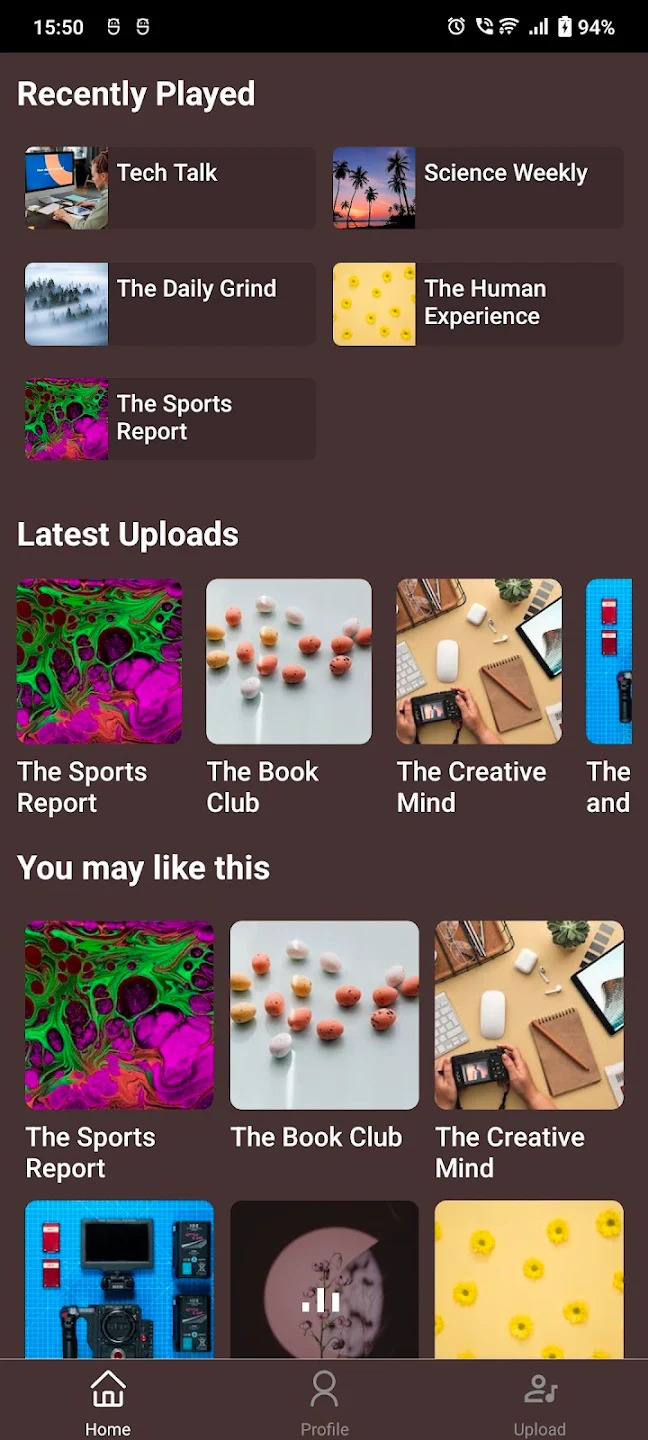 15:50
94%
Recently Played
Tech Talk
Science Weekly
The Daily Grind
The Human
Experience
The Sports
Report
Latest Uploads
The Sports
Report
The Book
Club
The Creative
Mind
The
and
You may like this
The Sports
Report
The Book Club
The Creative
Mind
Home
Profile
Upload